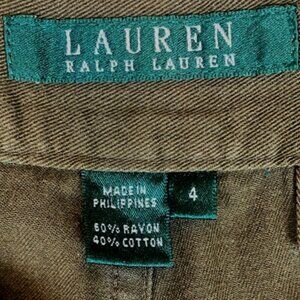 LAUREN
RALPH LAUREN
MADE IN
PHILIPPINES
4
60% RAYON
40% COTTON